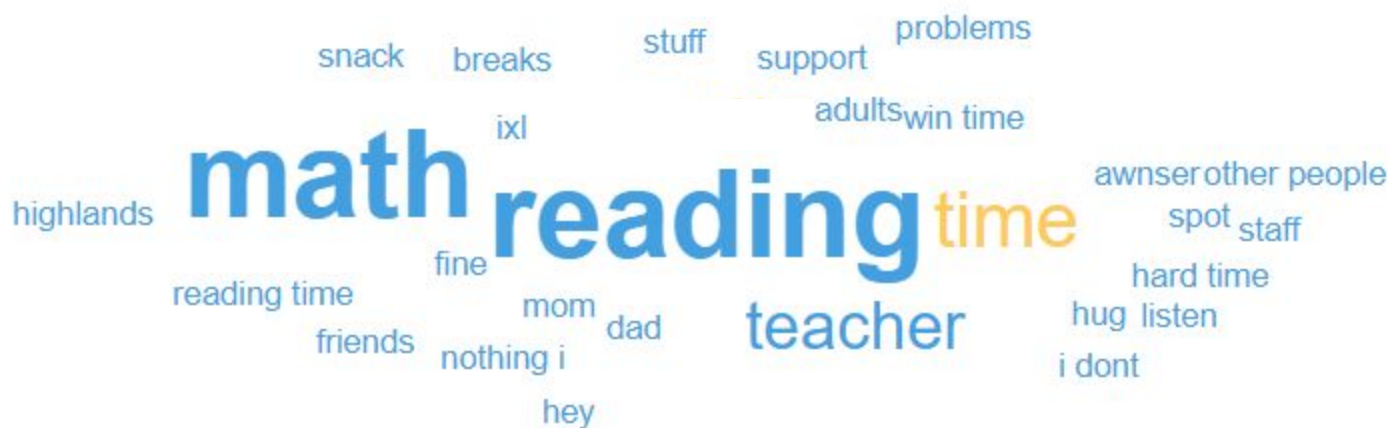 snack breaks stuff support problems
ixl adults win time
math reading time awnser other people
highlands spot staff
fine hard time
reading time mom dad teacher hug listen
friends nothing i i dont
hey